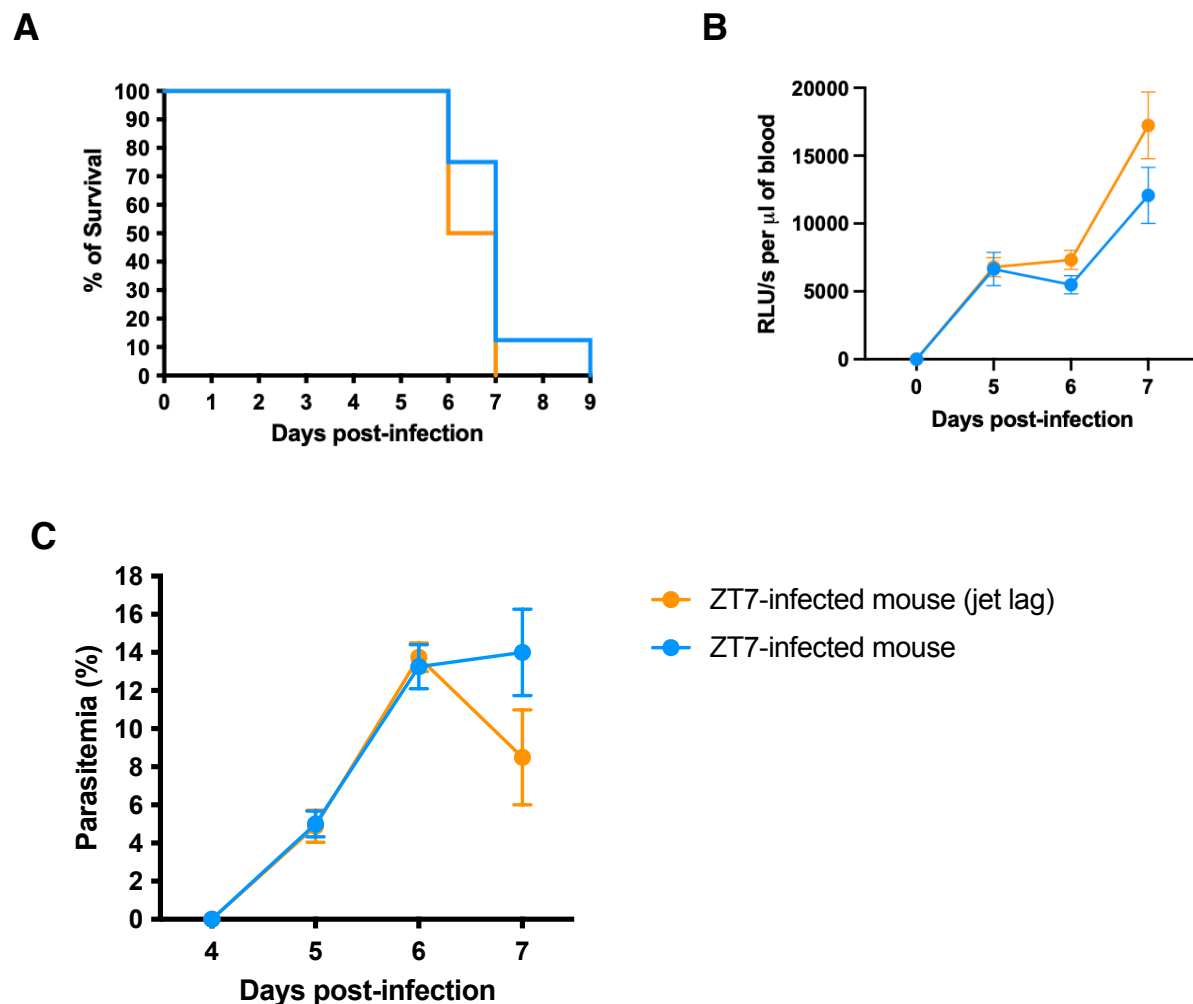 A
% of Survival
100
90
80
70
60
50
40
30
20
10
0
0 1 2 3 4 5 6 7 8 9
Days post-infection
B
RLU/s per μl of blood
20000
15000
10000
5000
0
0 5 6 7
Days post-infection
C
Parasitemia (%)
18
16
14
12
10
8
6
4
2
0
4 5 6 7
Days post-infection
ZT7-infected mouse (jet lag)
ZT7-infected mouse